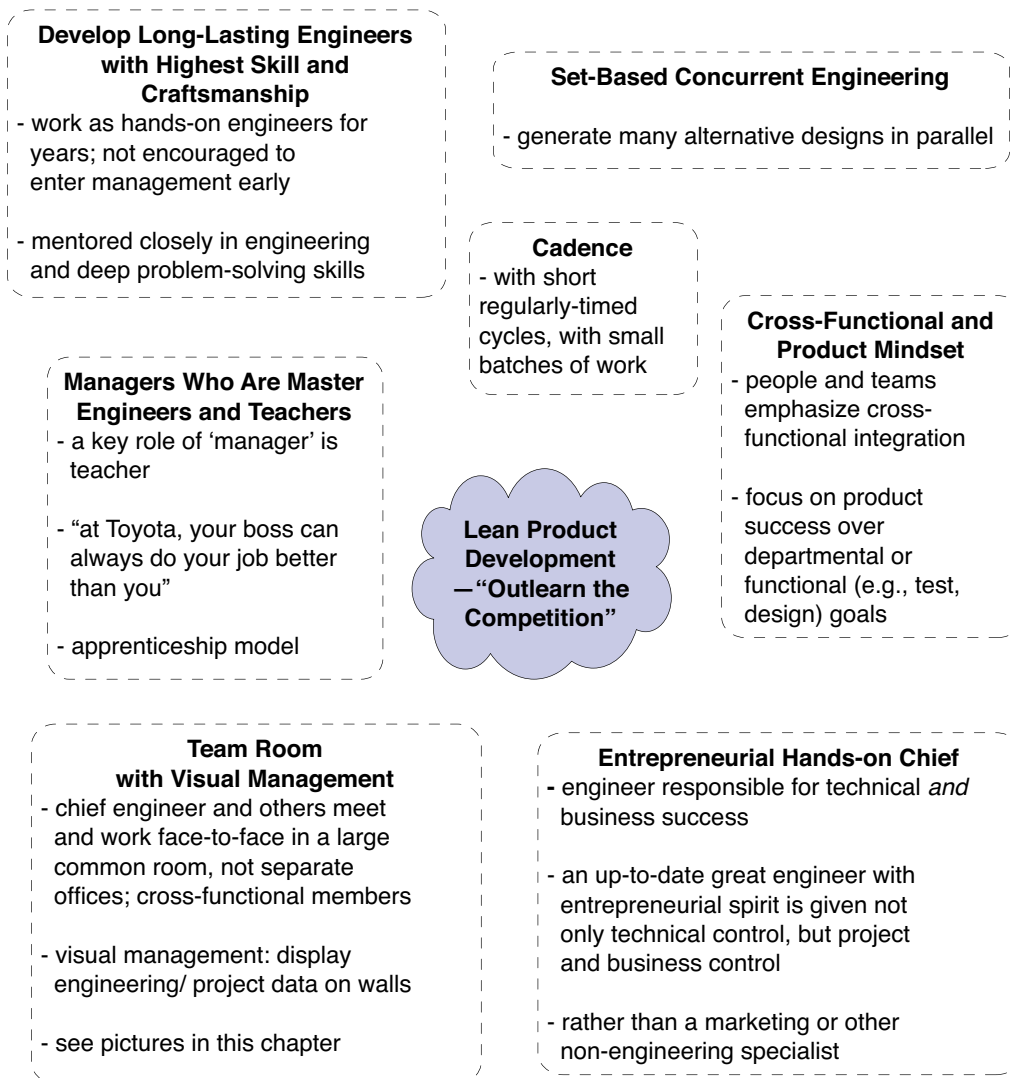 Develop Long-Lasting Engineers
with Highest Skill and
Craftsmanship
- work as hands-on engineers for
years; not encouraged to
enter management early
- mentored closely in engineering
and deep problem-solving skills
Set-Based Concurrent Engineering
- generate many alternative designs in parallel
Cadence
- with short
regularly-timed
cycles, with small
batches of work
Cross-Functional and
Product Mindset
- people and teams
emphasize cross-
functional integration
- focus on product
success over
departmental or
functional (e.g., test,
design) goals
Managers Who Are Master
Engineers and Teachers
- a key role of ‘manager’ is
teacher
- “at Toyota, your boss can
always do your job better
than you”
- apprenticeship model
Lean Product
Development
—“Outlearn the
Competition”
Team Room
with Visual Management
- chief engineer and others meet
and work face-to-face in a large
common room, not separate
offices; cross-functional members
- visual management: display
engineering/ project data on walls
- see pictures in this chapter
Entrepreneurial Hands-on Chief
- engineer responsible for technical and
business success
- an up-to-date great engineer with
entrepreneurial spirit is given not
only technical control, but project
and business control
- rather than a marketing or other
non-engineering specialist